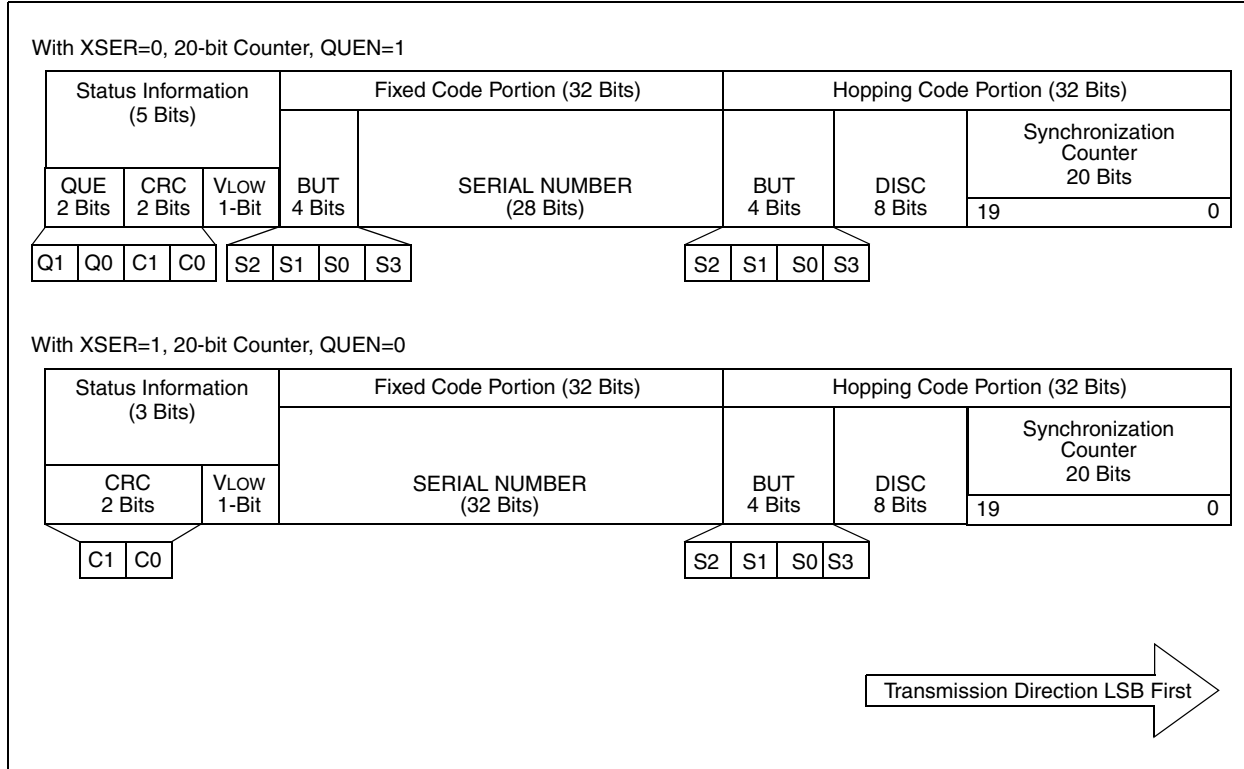 With XSER=0, 20-bit Counter, QUEN=1
Status Information
(5 Bits)
Fixed Code Portion (32 Bits)
Hopping Code Portion (32 Bits)
QUE
2 Bits
CRC
2 Bits
VLOW
1-Bit
BUT
4 Bits
SERIAL NUMBER
(28 Bits)
BUT
4 Bits
DISC
8 Bits
Synchronization
Counter
20 Bits
19 0
Q1 Q0 C1 C0
S2 S1 S0 S3
S2 S1 S0 S3
With XSER=1, 20-bit Counter, QUEN=0
Status Information
(3 Bits)
Fixed Code Portion (32 Bits)
Hopping Code Portion (32 Bits)
CRC
2 Bits
VLOW
1-Bit
SERIAL NUMBER
(32 Bits)
BUT
4 Bits
DISC
8 Bits
Synchronization
Counter
20 Bits
19 0
C1 C0
S2 S1 S0 S3
Transmission Direction LSB First